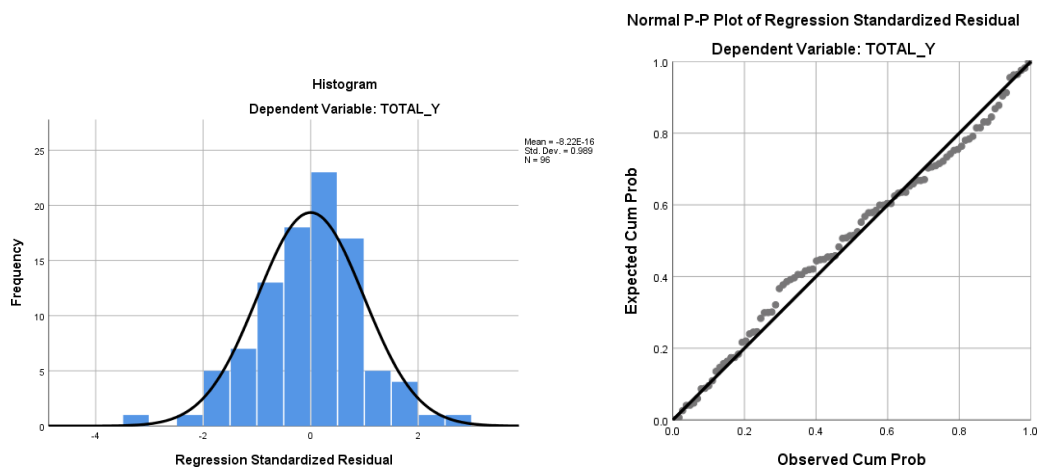 Histogram
Dependent Variable: TOTAL_Y
Mean = -8.22E-16
Std. Dev. = 0.989
N = 96
25
20
15
10
5
0
Frequency
-4
-2
0
2
Regression Standardized Residual
Normal P-P Plot of Regression Standardized Residual
Dependent Variable: TOTAL_Y
1.0
0.8
0.6
0.4
0.2
0.0
Expected Cum Prob
0.0
0.2
0.4
0.6
0.8
1.0
Observed Cum Prob